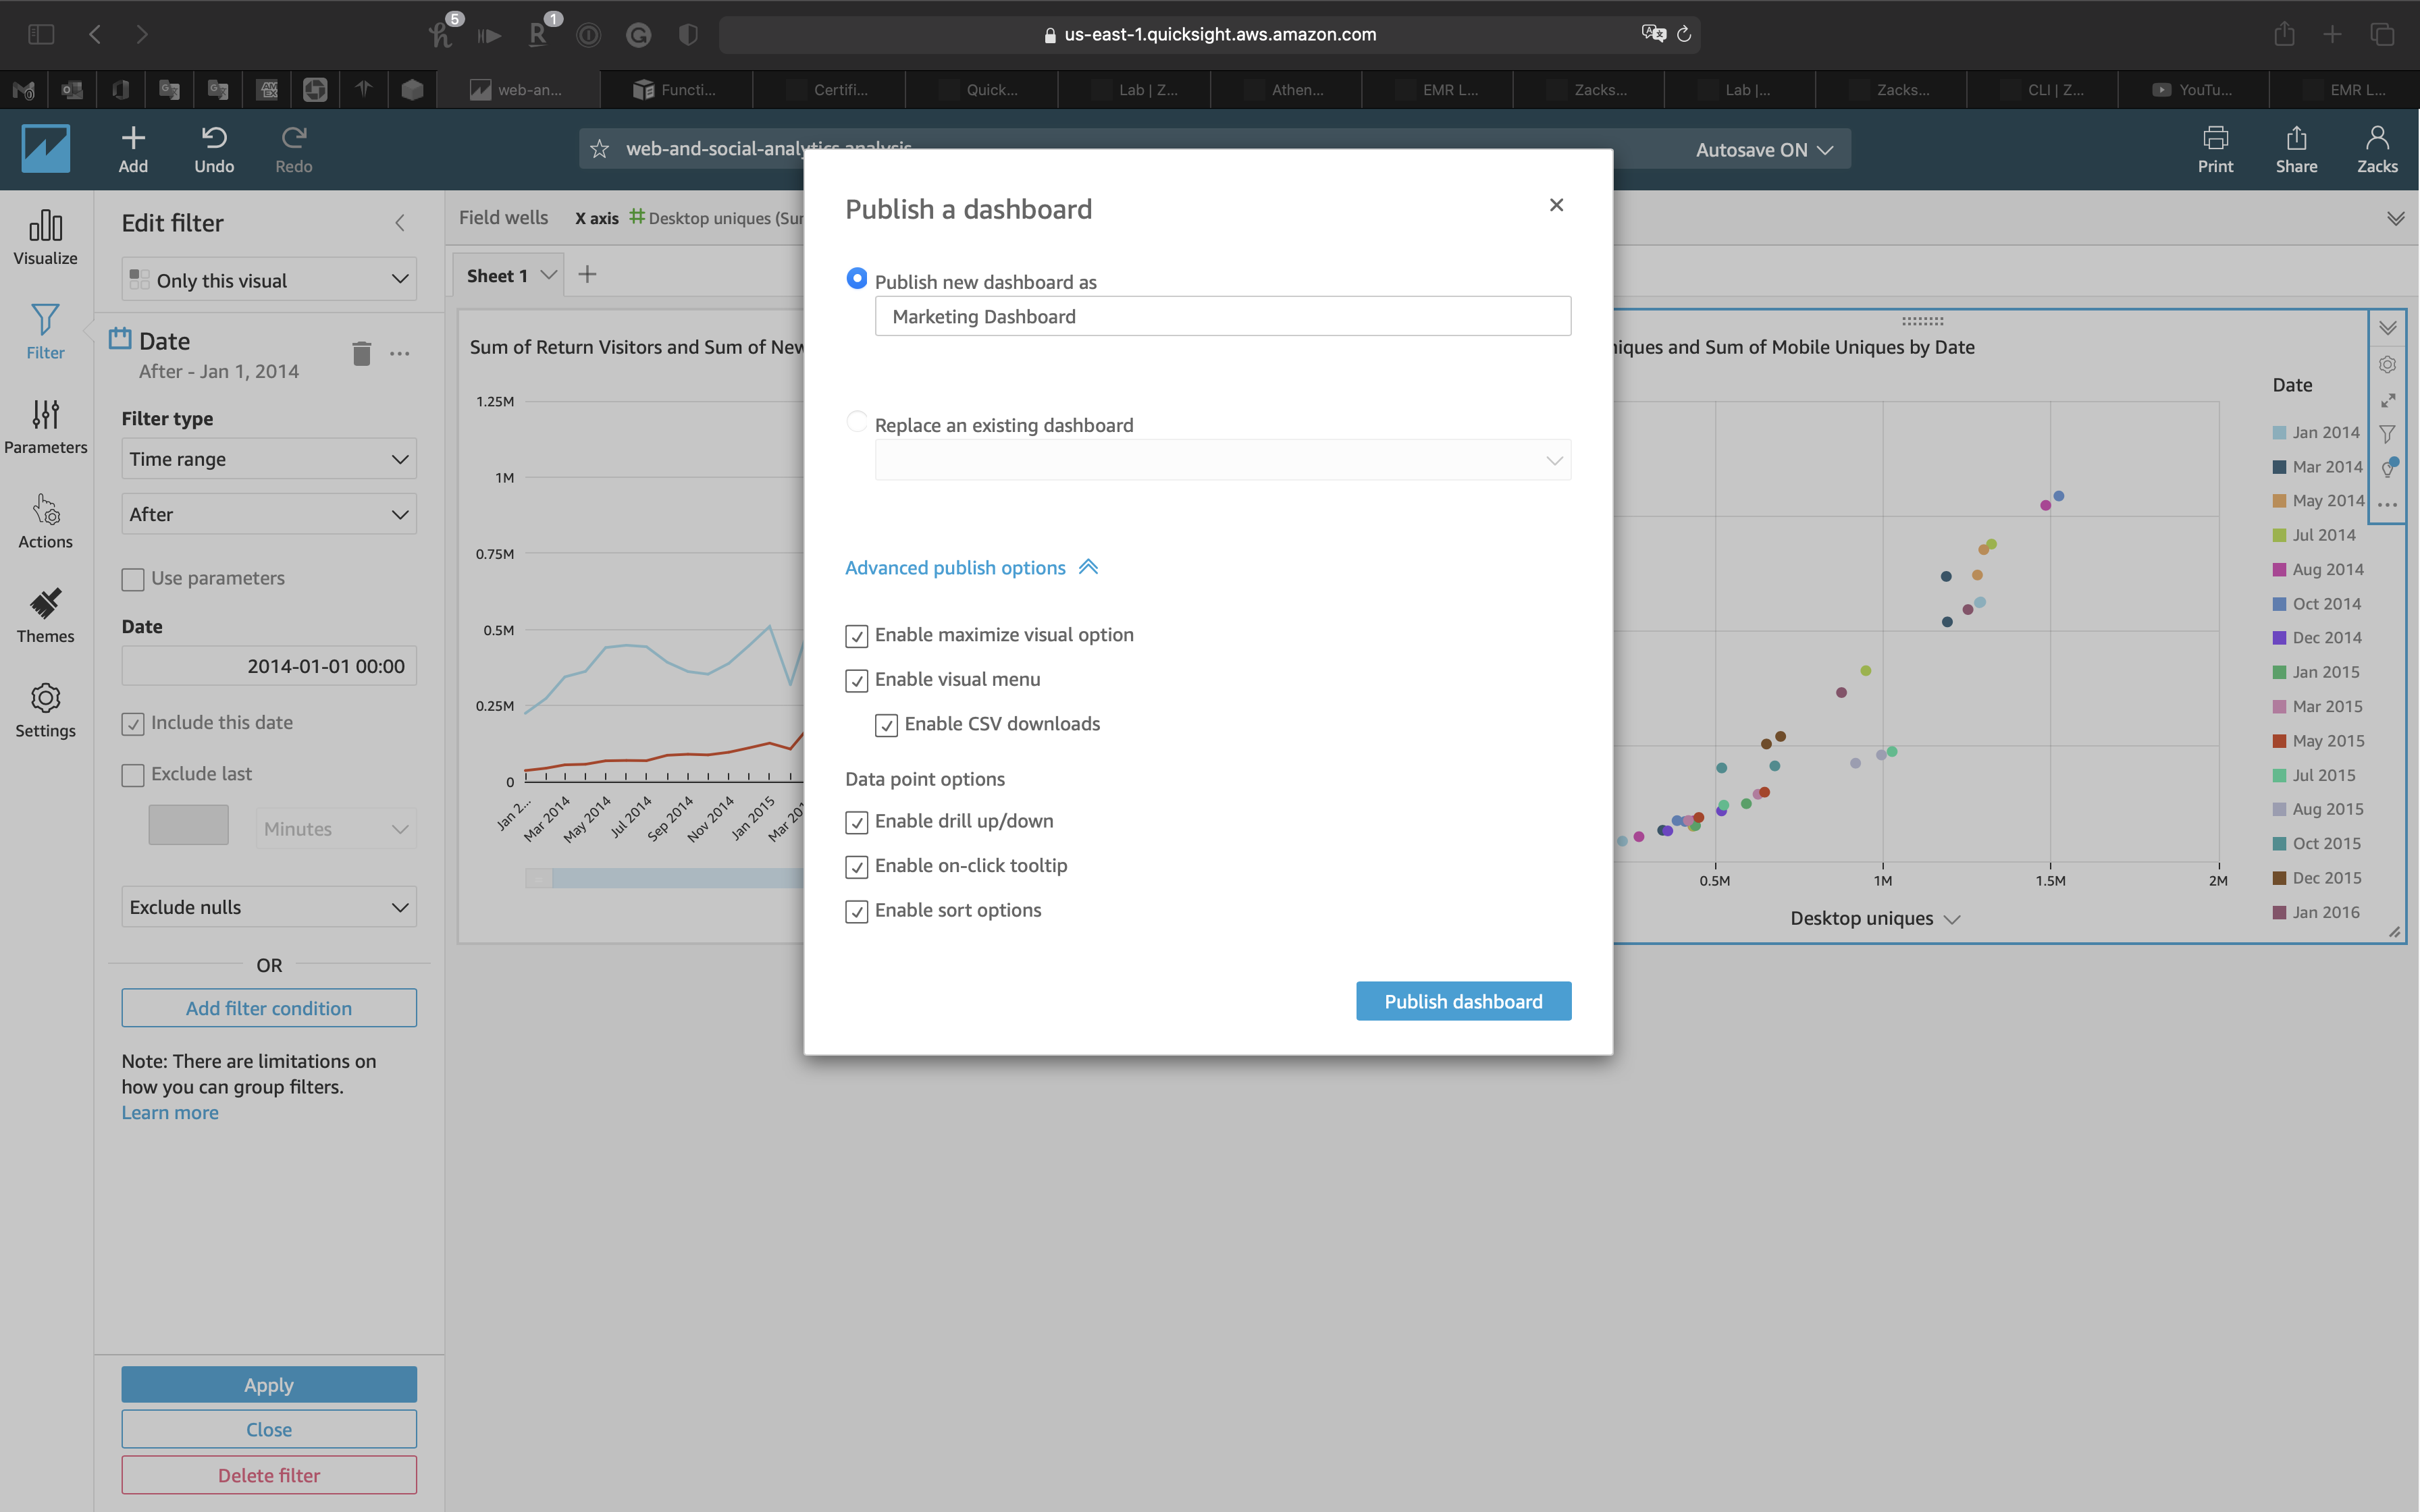 5
1
us-east-1.quicksight.aws.amazon.com
web-an...
Functi...
Certifi...
Quick...
Lab | Z...
Athen...
EMR L...
Zacks...
Lab |...
Zacks...
CLI | Z...
YouTu...
EMR L...
Add
Undo
Redo
web-and-social-analytics analysis
Autosave ON
Print
Share
Zacks
Visualize
Filter
Parameters
Actions
Themes
Settings
Edit filter
Only this visual
Date
After - Jan 1, 2014
Filter type
Time range
After
Use parameters
Date
2014-01-01 00:00
Include this date
Exclude last
Minutes
Exclude nulls
OR
Add filter condition
Note: There are limitations on
how you can group filters.
Learn more
Apply
Close
Delete filter
Field wells
X axis
Desktop uniques (Sur
Sheet 1
Sum of Return Visitors and Sum of New
1.25M
1M
0.75M
0.5M
0.25M
0
Jan 2...
Mar 2014
May 2014
Jul 2014
Sep 2014
Nov 2014
Jan 2015
Mar 201
Publish a dashboard
Publish new dashboard as
Marketing Dashboard
Replace an existing dashboard
Advanced publish options
Enable maximize visual option
Enable visual menu
Enable CSV downloads
Data point options
Enable drill up/down
Enable on-click tooltip
Enable sort options
Publish dashboard
niques and Sum of Mobile Uniques by Date
0.5M
1M
1.5M
2M
Desktop uniques
Date
Jan 2014
Mar 2014
May 2014
Jul 2014
Aug 2014
Oct 2014
Dec 2014
Jan 2015
Mar 2015
May 2015
Jul 2015
Aug 2015
Oct 2015
Dec 2015
Jan 2016